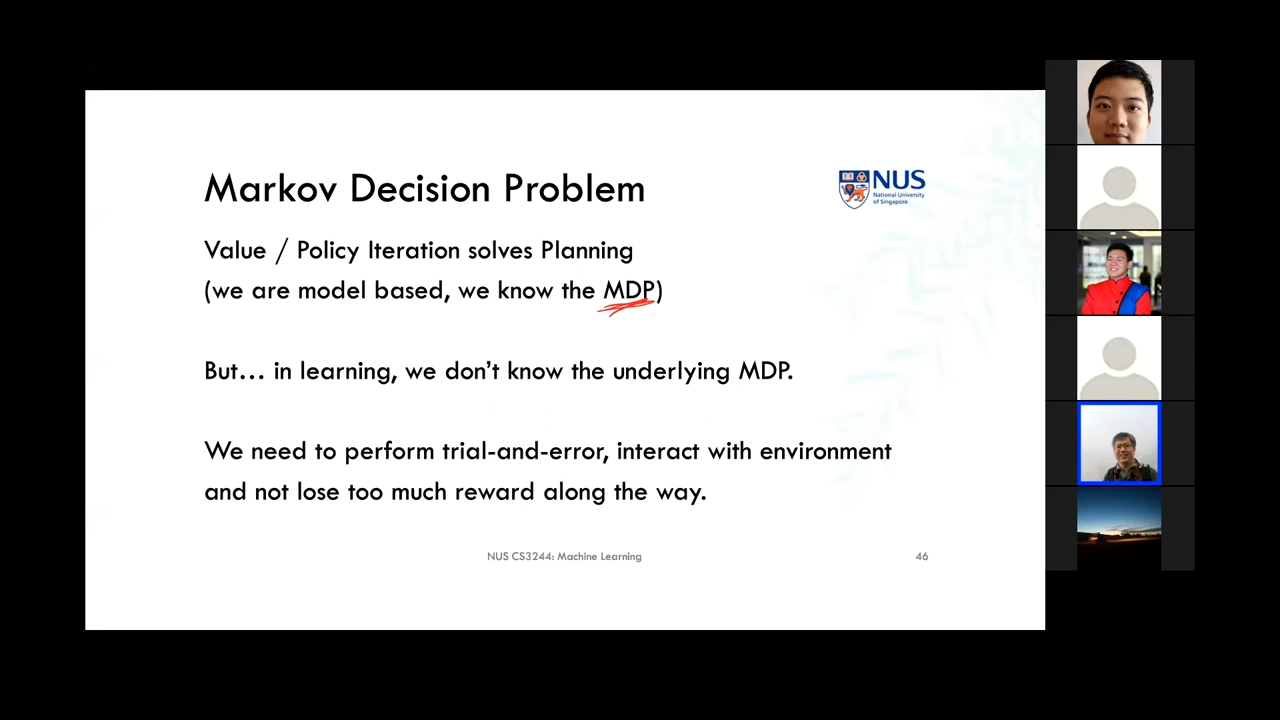 Markov Decision Problem
NUS
National University
of Singapore
Value / Policy Iteration solves Planning
(we are model based, we know the MDP)
But… in learning, we don’t know the underlying MDP.
We need to perform trial-and-error, interact with environment
and not lose too much reward along the way.
NUS CS3244: Machine Learning
46